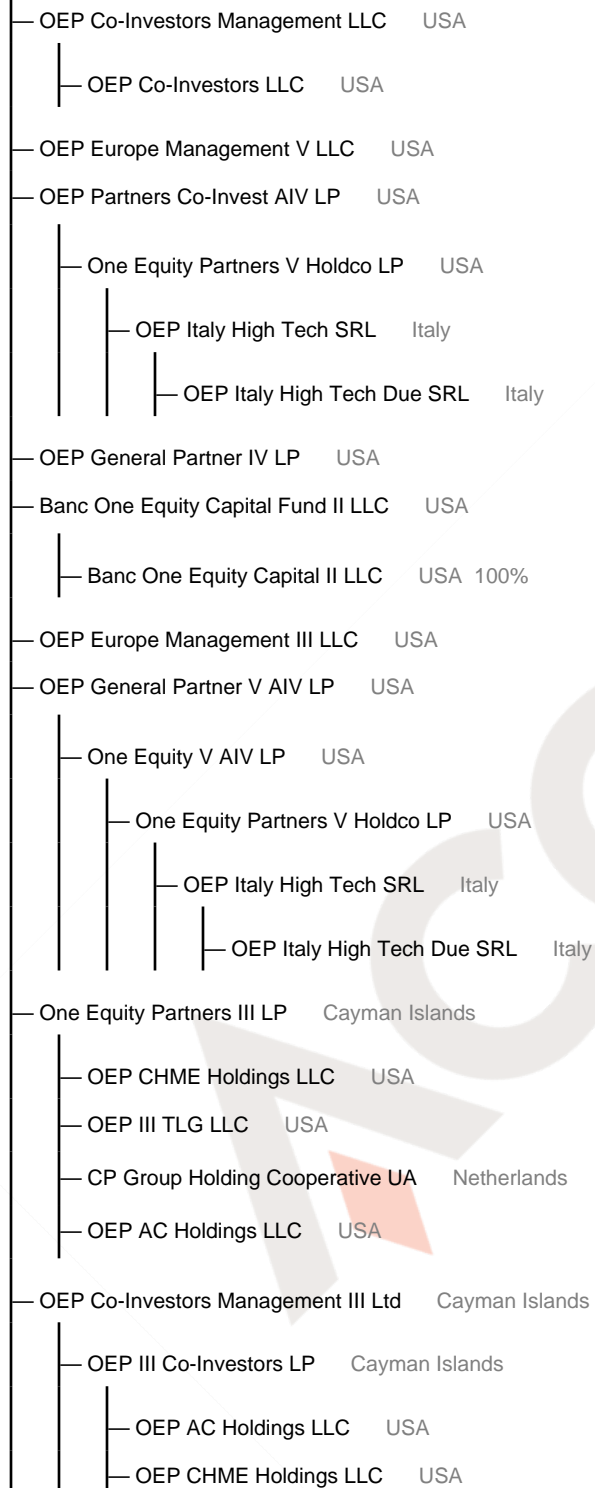 OEP Co-Investors Management LLC USA
OEP Co-Investors LLC USA
OEP Europe Management V LLC USA
OEP Partners Co-Invest AIV LP USA
One Equity Partners V Holdco LP USA
OEP Italy High Tech SRL Italy
OEP Italy High Tech Due SRL Italy
OEP General Partner IV LP USA
Banc One Equity Capital Fund II LLC USA
Banc One Equity Capital II LLC USA 100%
OEP Europe Management III LLC USA
OEP General Partner V AIV LP USA
One Equity V AIV LP USA
One Equity Partners V Holdco LP USA
OEP Italy High Tech SRL Italy
OEP Italy High Tech Due SRL Italy
One Equity Partners III LP Cayman Islands
OEP CHME Holdings LLC USA
OEP III TLG LLC USA
CP Group Holding Cooperative UA Netherlands
OEP AC Holdings LLC USA
OEP Co-Investors Management III Ltd Cayman Islands
OEP III Co-Investors LP Cayman Islands
OEP AC Holdings LLC USA
OEP CHME Holdings LLC USA